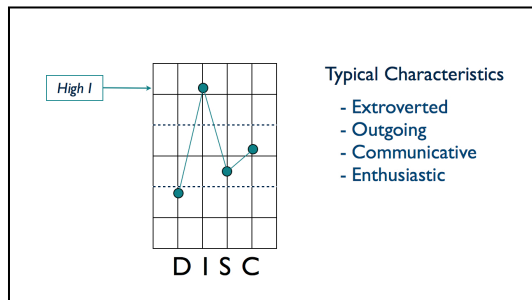 High I
Typical Characteristics
- Extroverted
- Outgoing
- Communicative
- Enthusiastic
D I S C